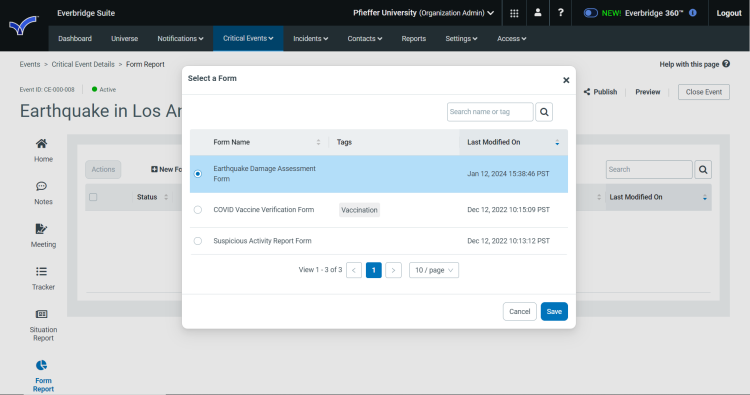 Everbridge Suite
Pfieffer University (Organization Admin)
?
NEW! Everbridge 360™
Logout
Dashboard
Universe
Notifications
Critical Events
Incidents
Contacts
Reports
Settings
Access
Events > Critical Event Details > Form Report
Help with this page
Event ID: CE-000-008
Active
Earthquake in Los An
Publish
Preview
Close Event
Home
Notes
Meeting
Tracker
Situation
Report
Form
Report
Actions
New Fo
Search
Status
Last Modified On
Select a Form
Search name or tag
Form Name
Tags
Last Modified On
Earthquake Damage Assessment
Form
Jan 12, 2024 15:38:46 PST
COVID Vaccine Verification Form
Vaccination
Dec 12, 2022 10:15:09 PST
Suspicious Activity Report Form
Dec 12, 2022 10:13:12 PST
View 1 - 3 of 3 < 1 > 10 / page
Cancel
Save